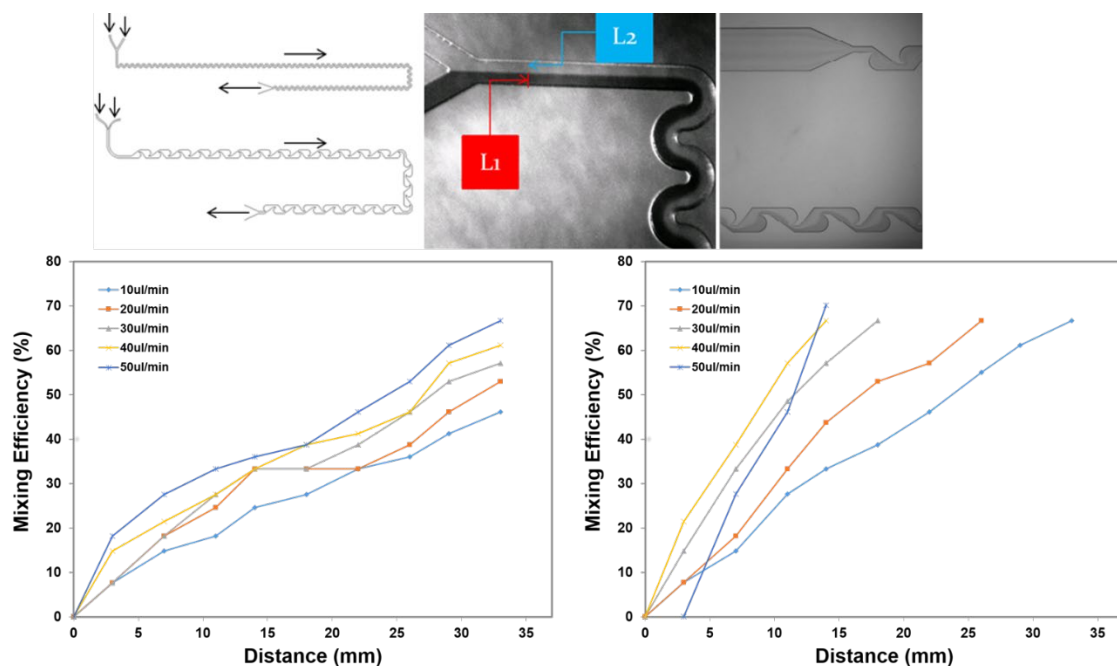 L2
L1
80
70
60
50
40
30
20
10
0
Mixing Efficiency (%)
10ul/min
20ul/min
30ul/min
40ul/min
50ul/min
0 5 10 15 20 25 30 35
Distance (mm)
80
70
60
50
40
30
20
10
0
Mixing Efficiency (%)
10ul/min
20ul/min
30ul/min
40ul/min
50ul/min
0 5 10 15 20 25 30 35
Distance (mm)